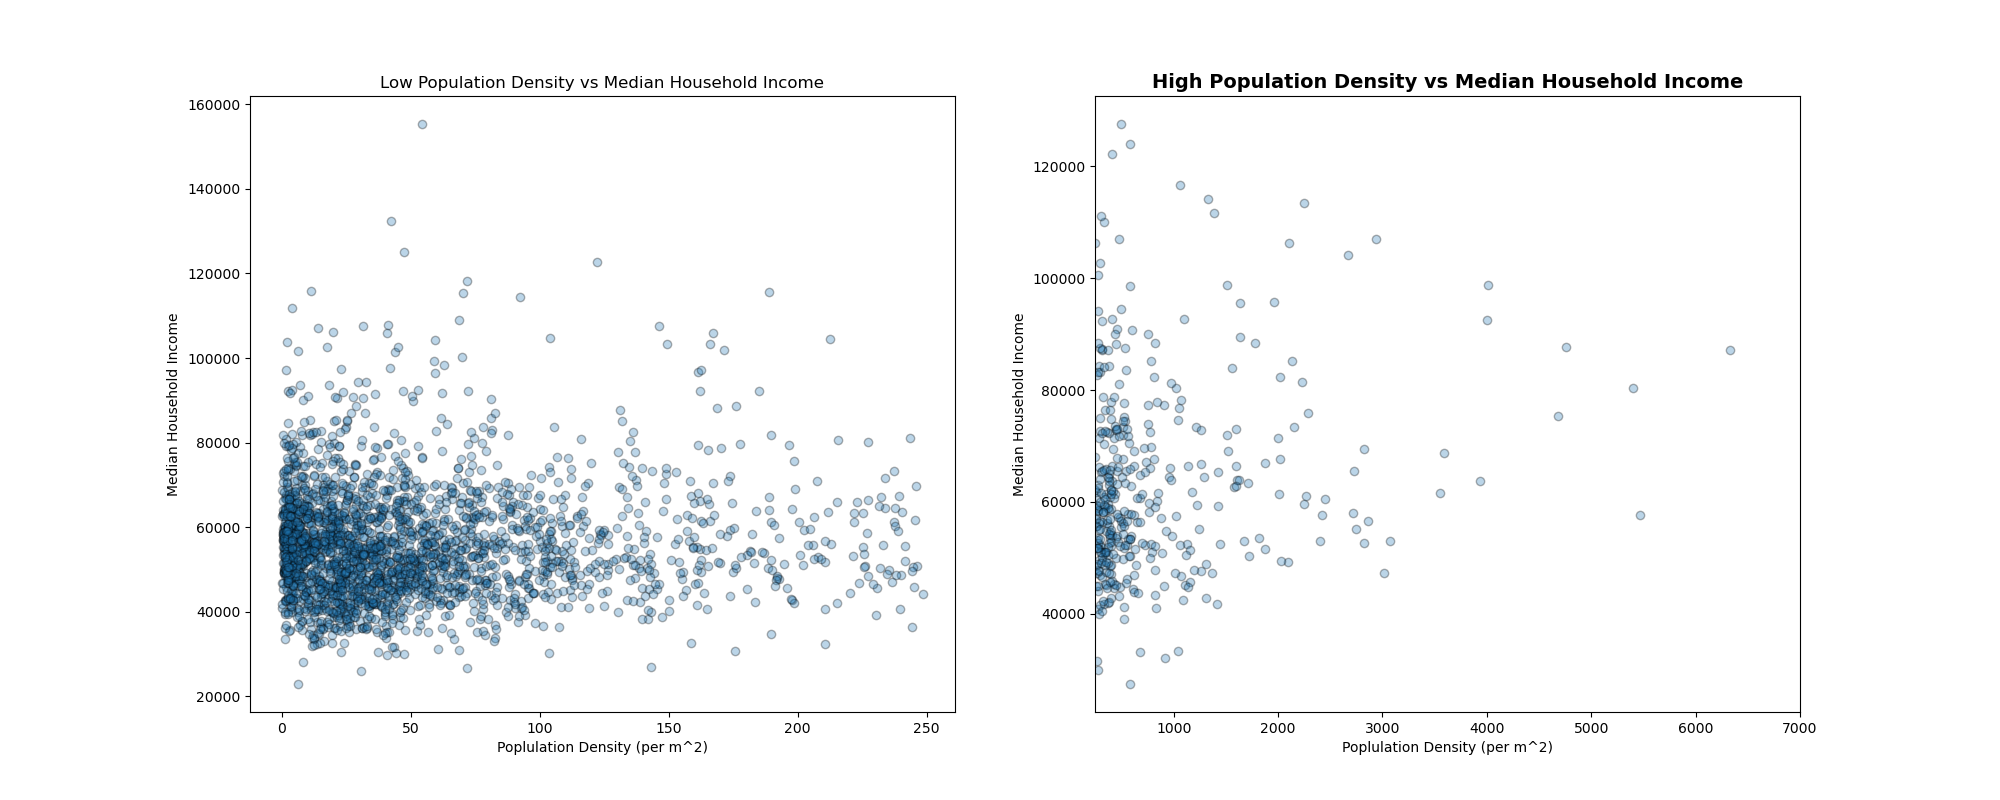 Low Population Density vs Median Household Income
160000
140000
120000
100000
80000
60000
40000
20000
Median Household Income
0 50 100 150 200 250
Poplulation Density (per m^2)
High Population Density vs Median Household Income
120000
100000
80000
60000
40000
Median Household Income
1000 2000 3000 4000 5000 6000 7000
Poplulation Density (per m^2)